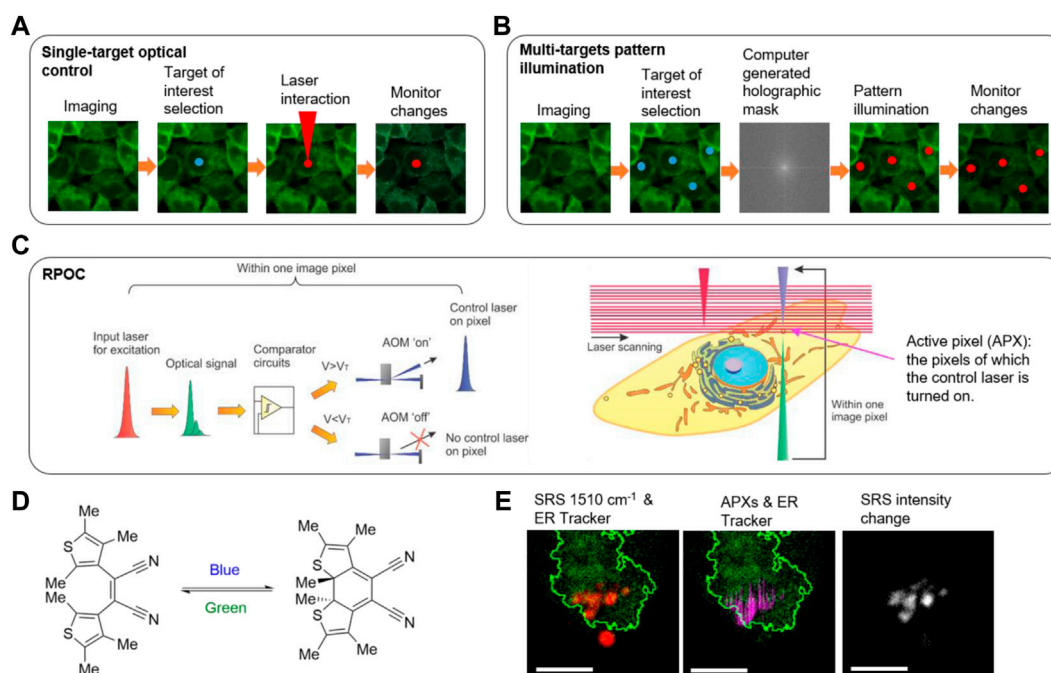 A
Single-target optical
control
Imaging
Target of
interest
selection
Laser
interaction
Monitor
changes
B
Multi-targets pattern
illumination
Imaging
Target of
interest
selection
Computer
generated
holographic
mask
Pattern
illumination
Monitor
changes
C
RPOC
Within one image pixel
Input laser
for excitation
Optical signal
Comparator
circuits
V>VT
V<VT
AOM 'on'
AOM 'off'
Control laser
on pixel
No control laser
on pixel
Laser scanning
Within one
image pixel
Active pixel (APX):
the pixels of which
the control laser is
turned on.
D
Me
Me
S
Me
N
Me
N
S
Me
Me
Blue
Green
Me
Me
S
Me
N
Me
N
S
Me
Me
E
SRS 1510 cm⁻¹ &
ER Tracker
APXs & ER
Tracker
SRS intensity
change